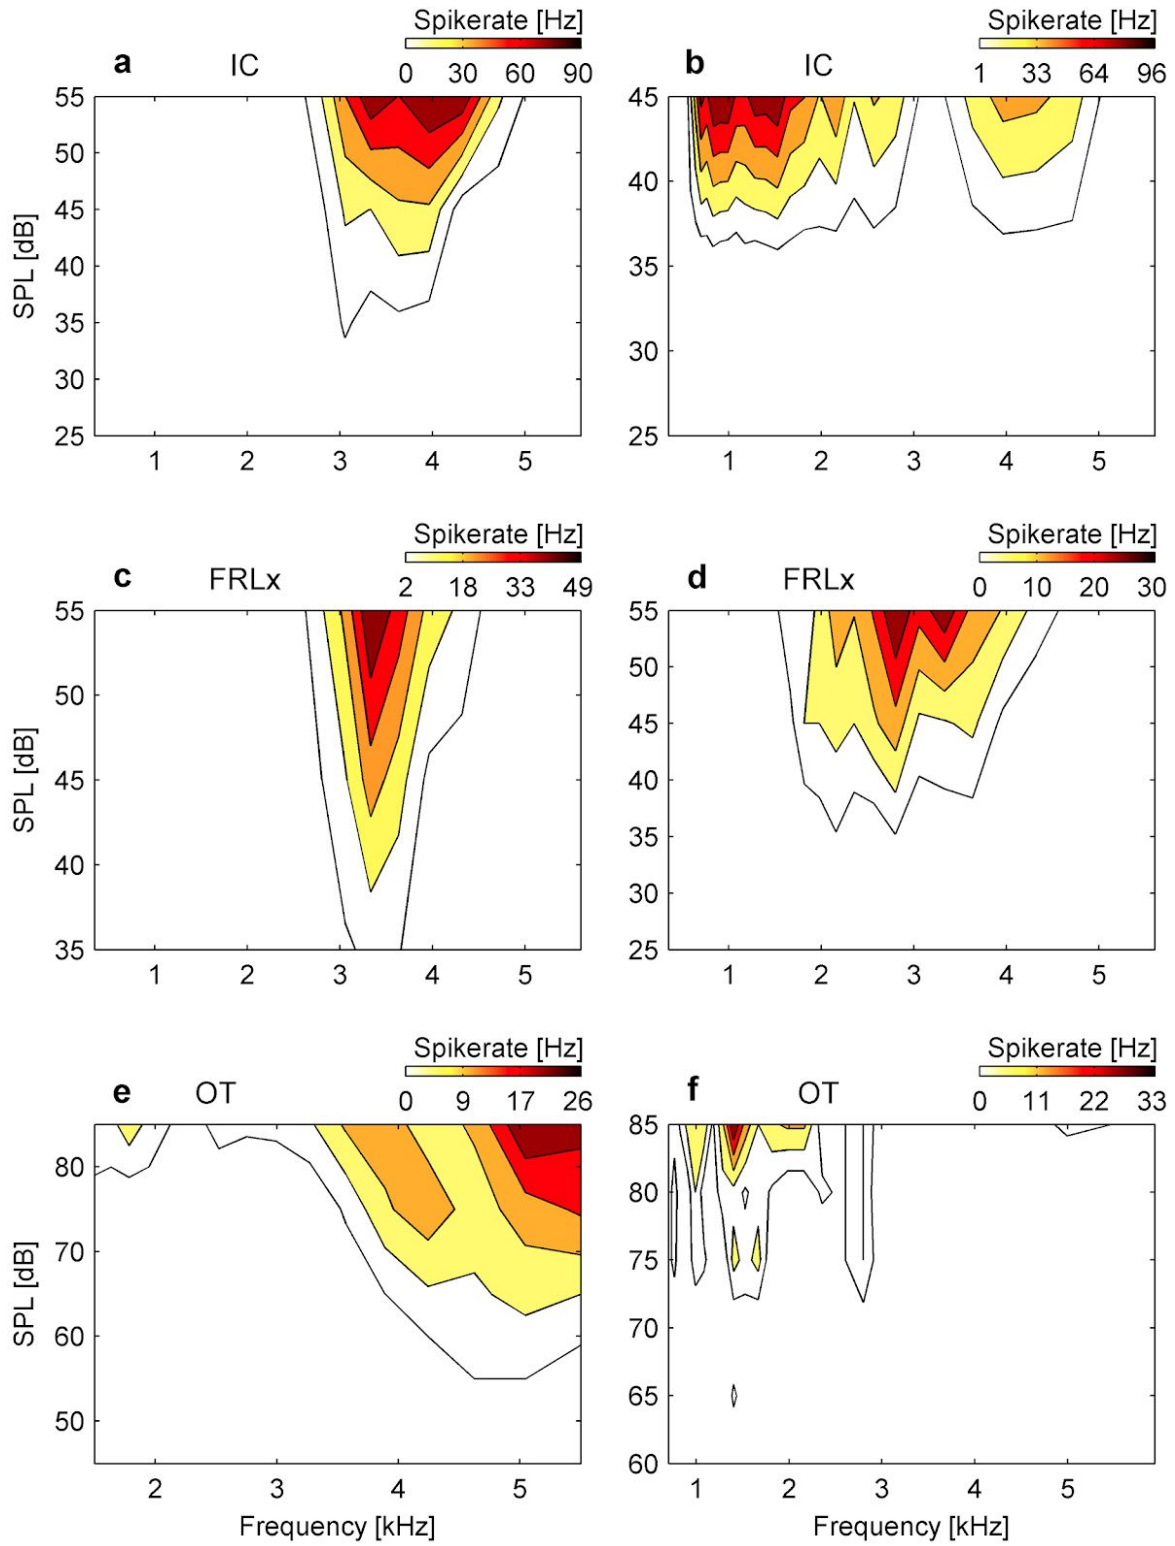 Spikerate [Hz]
a IC
0 30 60 90
55
50
45
40
35
30
25
SPL [dB]
1 2 3 4 5
Spikerate [Hz]
b IC
1 33 64 96
45
40
35
30
25
1 2 3 4 5
Spikerate [Hz]
c FRLx
2 18 33 49
55
50
45
40
35
SPL [dB]
1 2 3 4 5
Spikerate [Hz]
d FRLx
0 10 20 30
55
50
45
40
35
30
25
1 2 3 4 5
Spikerate [Hz]
e OT
0 9 17 26
80
70
60
50
SPL [dB]
2 3 4 5
Frequency [kHz]
Spikerate [Hz]
f OT
0 11 22 33
85
80
75
70
65
60
1 2 3 4 5
Frequency [kHz]